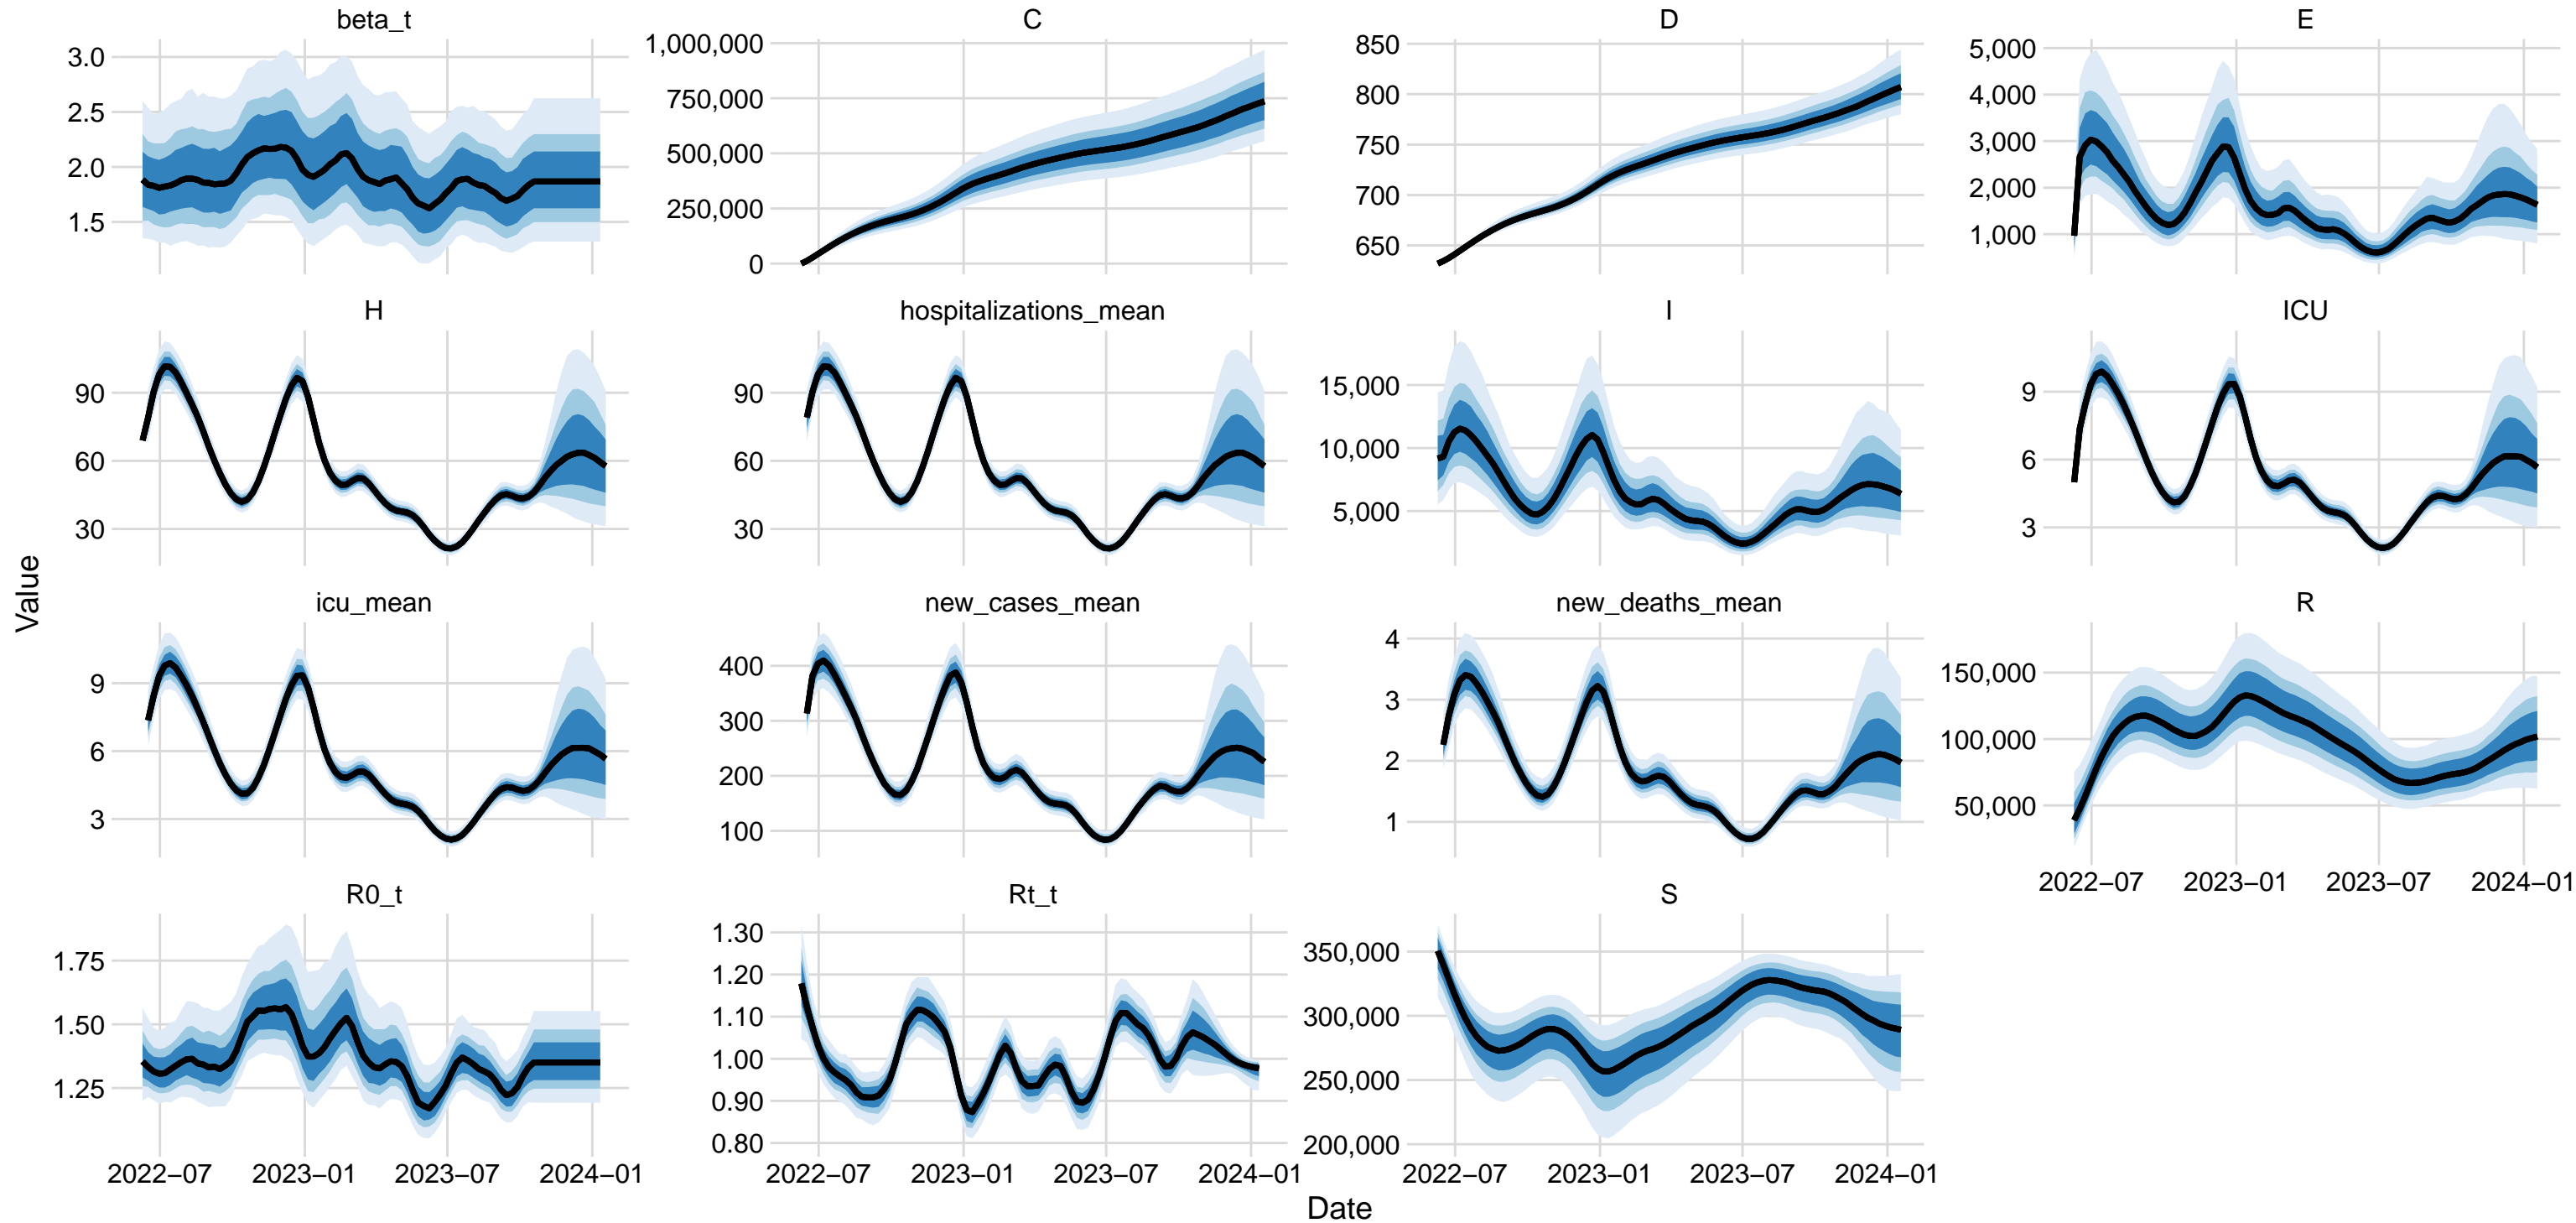 beta_t
C
D
E
3.0
2.5
2.0
1.5
1,000,000
750,000
500,000
250,000
0
850
800
750
700
650
5,000
4,000
3,000
2,000
1,000
H
hospitalizations_mean
I
ICU
90
60
30
90
60
30
15,000
10,000
5,000
9
6
3
Value
icu_mean
new_cases_mean
new_deaths_mean
R
9
6
3
400
300
200
100
4
3
2
1
150,000
100,000
50,000
2022−07 2023−01 2023−07 2024−01
R0_t
Rt_t
S
1.75
1.50
1.25
1.30
1.20
1.10
1.00
0.90
0.80
350,000
300,000
250,000
200,000
2022−07 2023−01 2023−07 2024−01
2022−07 2023−01 2023−07 2024−01
2022−07 2023−01 2023−07 2024−01
Date